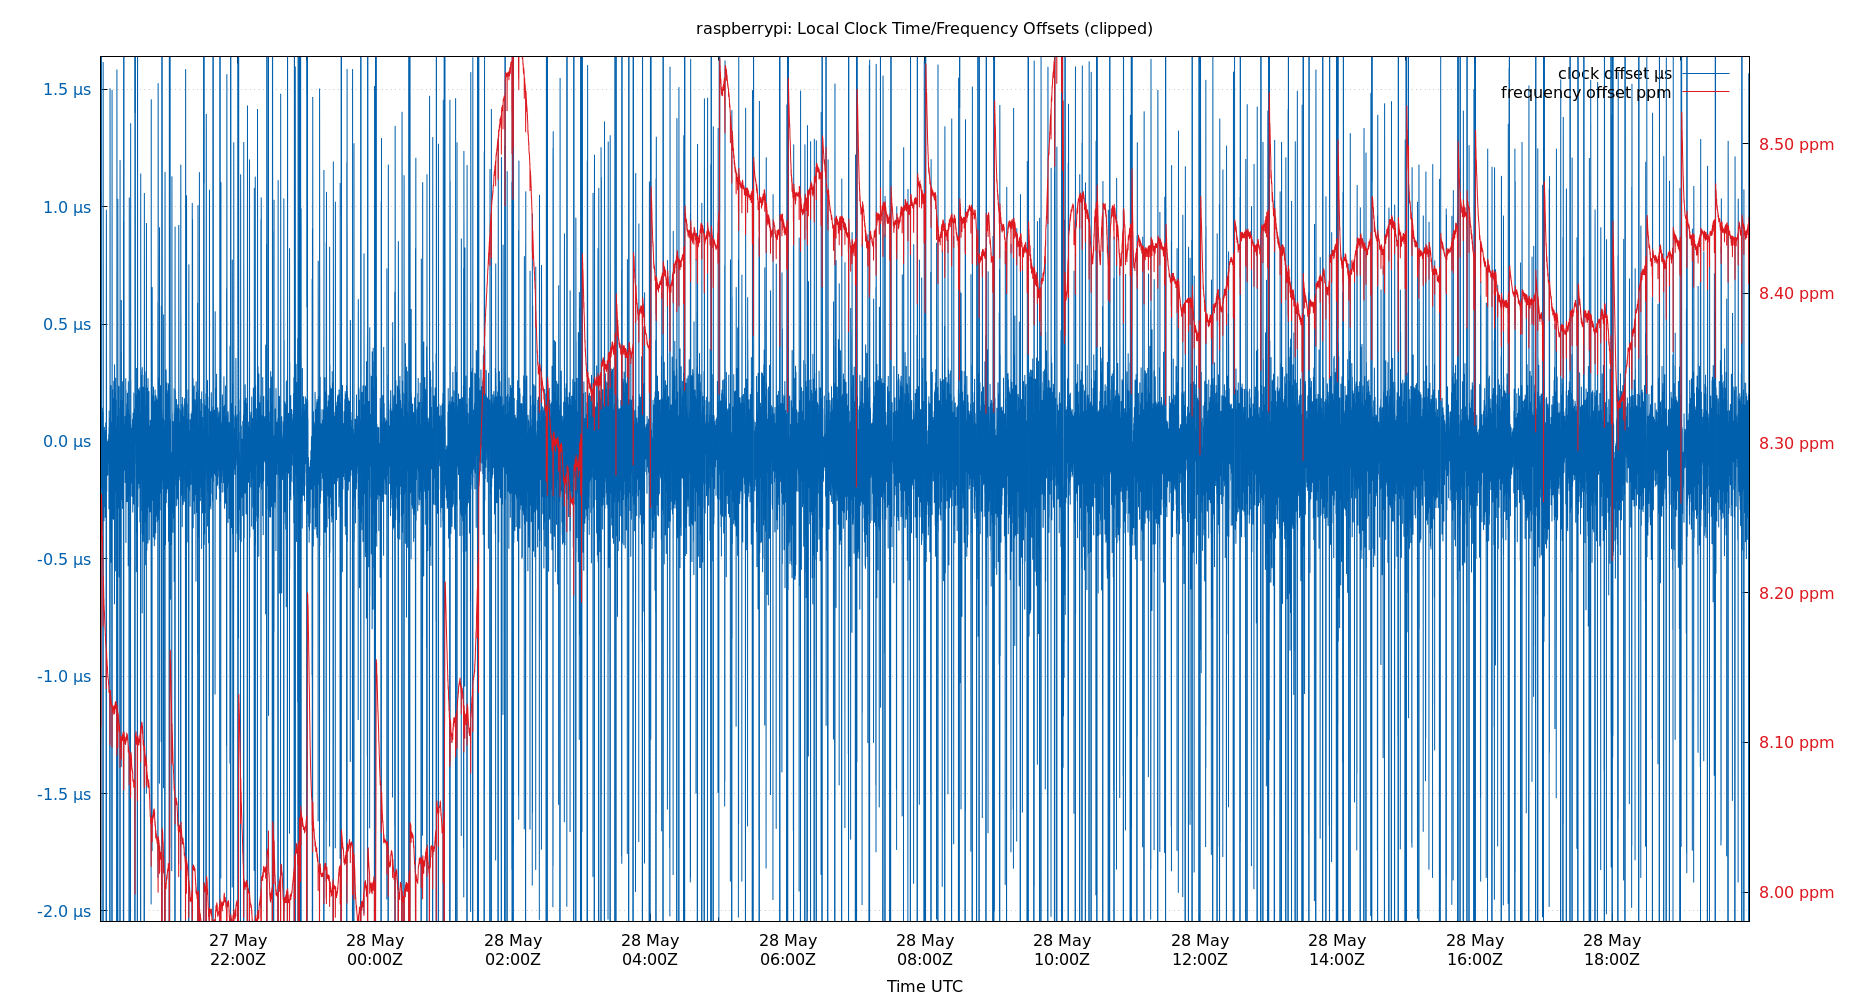 raspberrypi: Local Clock Time/Frequency Offsets (clipped)
clock offset µs
frequency offset ppm
1.5 µs
1.0 µs
0.5 µs
0.0 µs
-0.5 µs
-1.0 µs
-1.5 µs
-2.0 µs
8.50 ppm
8.40 ppm
8.30 ppm
8.20 ppm
8.10 ppm
8.00 ppm
27 May 22:00Z
28 May 00:00Z
28 May 02:00Z
28 May 04:00Z
28 May 06:00Z
28 May 08:00Z
28 May 10:00Z
28 May 12:00Z
28 May 14:00Z
28 May 16:00Z
28 May 18:00Z
Time UTC